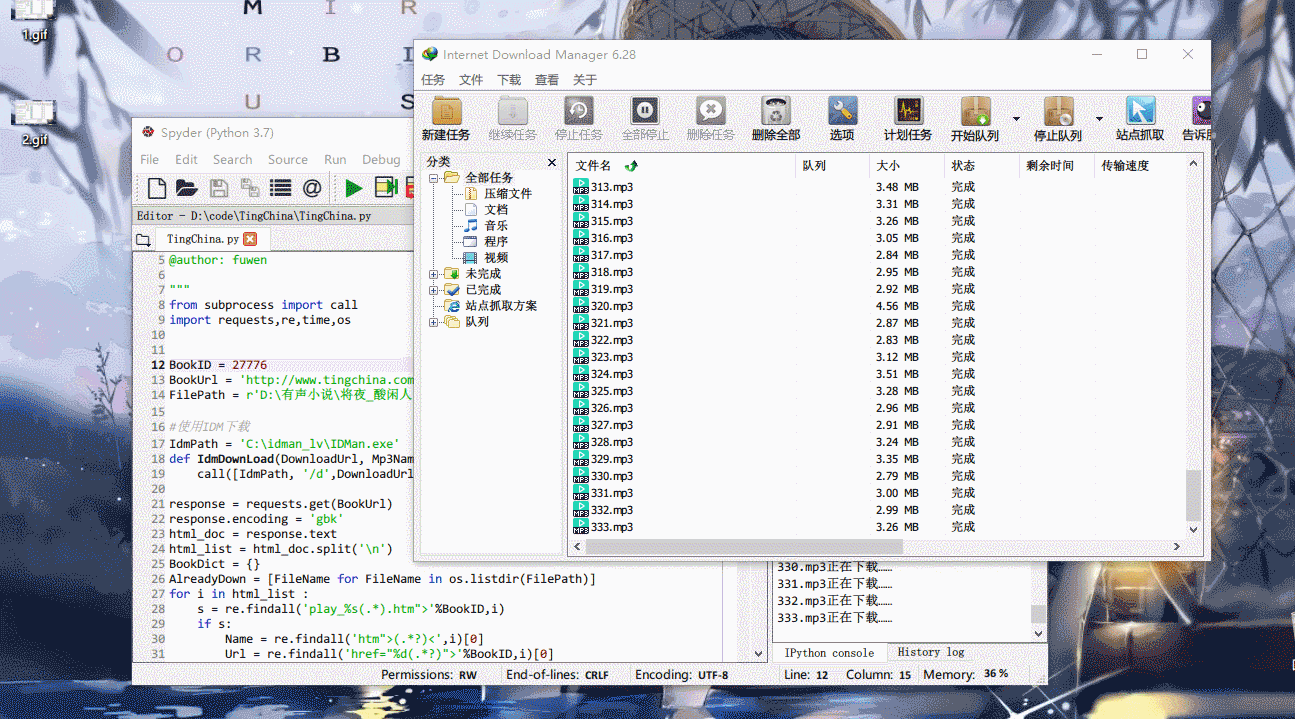 M I R
O R B I
U S
1.gif
2.gif
Internet Download Manager 6.28
任务 文件 下载 查看 关于
新建任务 继续任务 停止任务 全部停止 删除任务 删除全部 选项 计划任务 开始队列 停止队列 站点抓取
分类
全部任务
压缩文件
文档
音乐
程序
视频
未完成
已完成
站点抓取方案
队列
文件名 队列 大小 状态 剩余时间 传输速度
313.mp3 3.48 MB 完成
314.mp3 3.31 MB 完成
315.mp3 3.26 MB 完成
316.mp3 3.05 MB 完成
317.mp3 2.84 MB 完成
318.mp3 2.95 MB 完成
319.mp3 2.92 MB 完成
320.mp3 4.56 MB 完成
321.mp3 2.87 MB 完成
322.mp3 2.83 MB 完成
323.mp3 3.12 MB 完成
324.mp3 3.51 MB 完成
325.mp3 3.28 MB 完成
326.mp3 2.96 MB 完成
327.mp3 2.91 MB 完成
328.mp3 3.24 MB 完成
329.mp3 3.35 MB 完成
330.mp3 2.79 MB 完成
331.mp3 3.00 MB 完成
332.mp3 2.99 MB 完成
333.mp3 3.26 MB 完成
Spyder (Python 3.7)
File Edit Search Source Run Debug
Editor - D:\code\TingChina\TingChina.py
TingChina.py
5 @author: fuwen
6
7 """
8 from subprocess import call
9 import requests,re,time,os
10
11
12 BookID = 27776
13 BookUrl = 'http://www.tingchina.com
14 FilePath = r'D:\有声小说\将夜_酸闲人
15
16 #使用IDM下载
17 IdmPath = 'C:\idman_lv\IDMan.exe'
18 def IdmDownLoad(DownloadUrl, Mp3Nam
19 call([IdmPath, '/d',DownloadUrl
20
21 response = requests.get(BookUrl)
22 response.encoding = 'gbk'
23 html_doc = response.text
24 html_list = html_doc.split('\n')
25 BookDict = {}
26 AlreadyDown = [FileName for FileName in os.listdir(FilePath)]
27 for i in html_list :
28 s = re.findall('play_%s(.*).htm">'%BookID,i)
29 if s:
30 Name = re.findall('htm">(.*?)<',i)[0]
31 Url = re.findall('href="%d(.*?)">'%BookID,i)[0]
330.mp3正在下载……
331.mp3正在下载……
332.mp3正在下载……
333.mp3正在下载……
IPython console History log
Permissions: RW End-of-lines: CRLF Encoding: UTF-8 Line: 12 Column: 15 Memory: 36 %